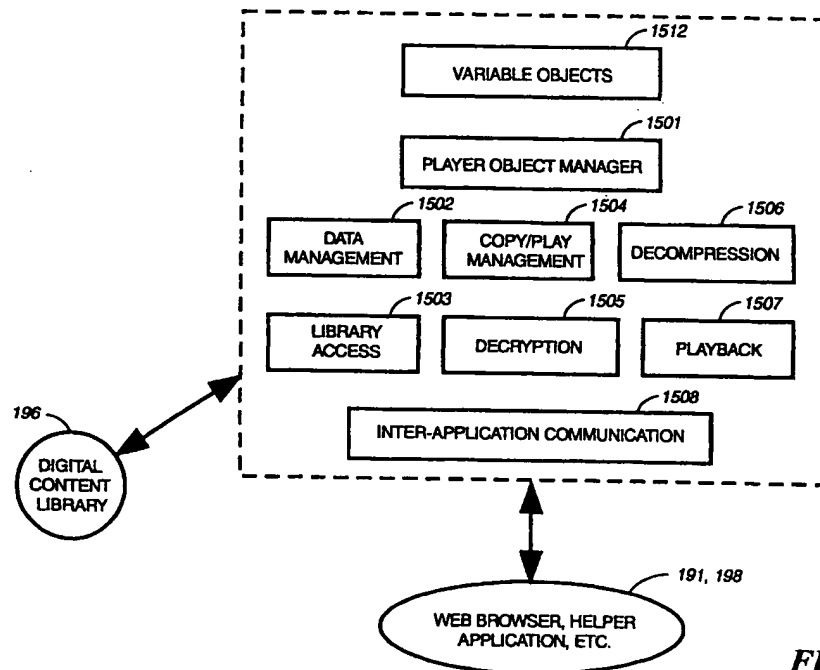 1512
VARIABLE OBJECTS
1501
PLAYER OBJECT MANAGER
1502
1504
1506
DATA
MANAGEMENT
COPY/PLAY
MANAGEMENT
DECOMPRESSION
1503
1505
1507
LIBRARY
ACCESS
DECRYPTION
PLAYBACK
1508
INTER-APPLICATION COMMUNICATION
196
DIGITAL
CONTENT
LIBRARY
191, 198
WEB BROWSER, HELPER
APPLICATION, ETC.